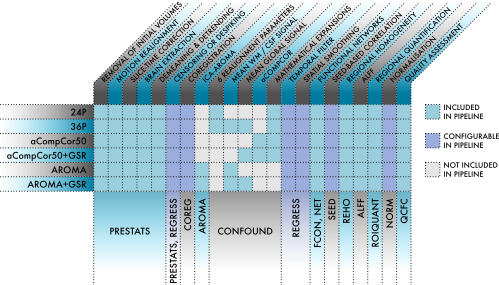 REMOVAL OF INITIAL VOLUMES
MOTION REALIGNMENT
SLICE-TIME CORRECTION
BRAIN EXTRACTION
DEMEANING & DETRENDING
CENSORING OR DESPIKING
COREGISTRATION
ICA-AROMA
6 REALIGNMENT PARAMETERS
MEAN WM / CSF SIGNAL
MEAN GLOBAL SIGNAL
ACOMPCOR
MATHEMATICAL EXPANSIONS
TEMPORAL FILTER
SPATIAL SMOOTHING
FUNCTIONAL NETWORKS
SEED-BASED CORRELATION
REGIONAL HOMOGENEITY
ALFF
REGIONAL QUANTIFICATION
NORMALISATION
QUALITY ASSESSMENT
24P
36P
aCompCor50
aCompCor50+GSR
AROMA
AROMA+GSR
INCLUDED
IN PIPELINE
CONFIGURABLE
IN PIPELINE
NOT INCLUDED
IN PIPELINE
PRESTATS
PRESTATS, REGRESS
COREG
AROMA
CONFOUND
REGRESS
FCON, NET
SEED
REHO
ALFF
ROIQUANT
NORM
QCFC